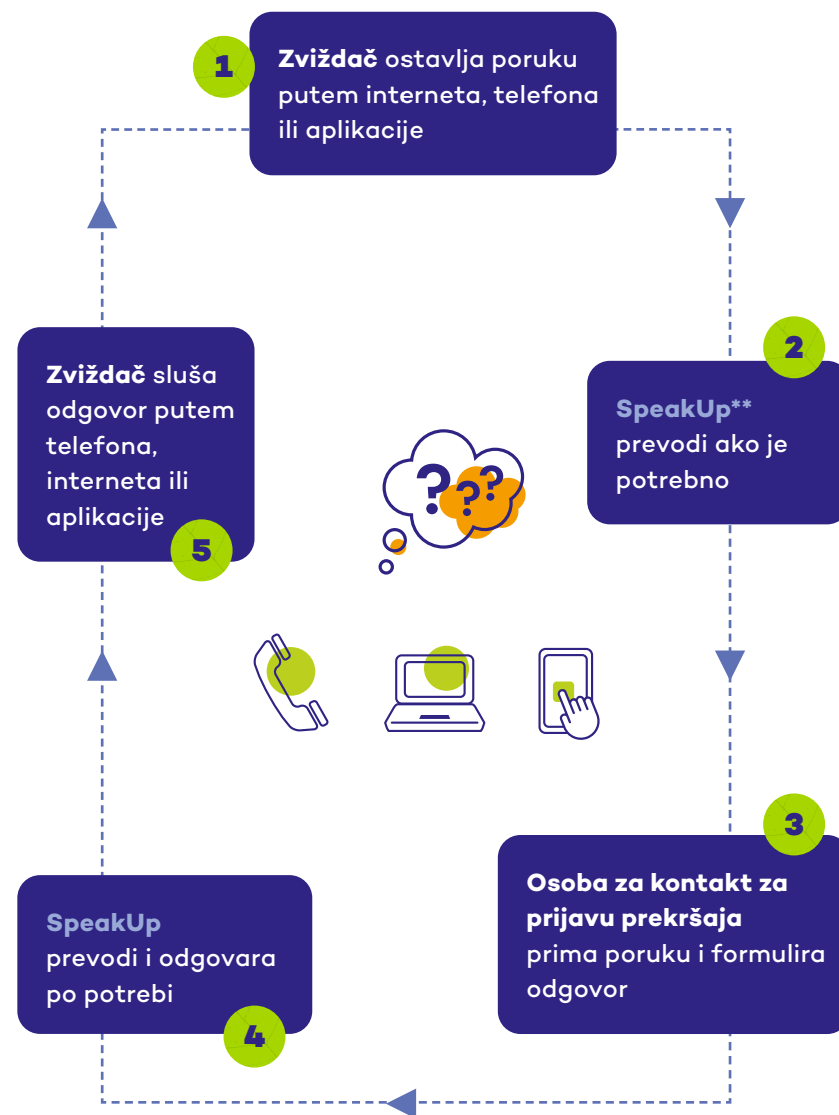 1
Zviždač ostavlja poruku
putem interneta, telefona
ili aplikacije
2
SpeakUp**
prevodi ako je
potrebno
3
Osoba za kontakt za
prijavu prekršaja
prima poruku i formulira
odgovor
SpeakUp
prevodi i odgovara
po potrebi
4
Zviždač sluša
odgovor putem
telefona,
interneta ili
aplikacije
5
? ? ?